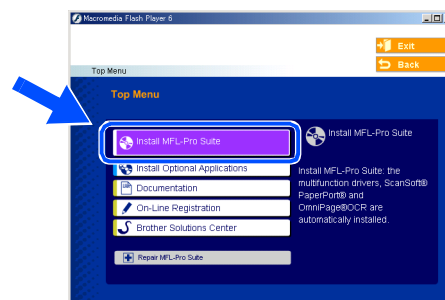 Macromedia Flash Player 6
Exit
Back
Top Menu
Top Menu
Install MFL-Pro Suite
Install Optional Applications
Documentation
On-Line Registration
Brother Solutions Center
Repair MFL-Pro Suite
Install MFL-Pro Suite
Install MFL-Pro Suite: the
multifunction drivers, ScanSoft®
PaperPort® and
OmniPage®OCR are
automatically installed.